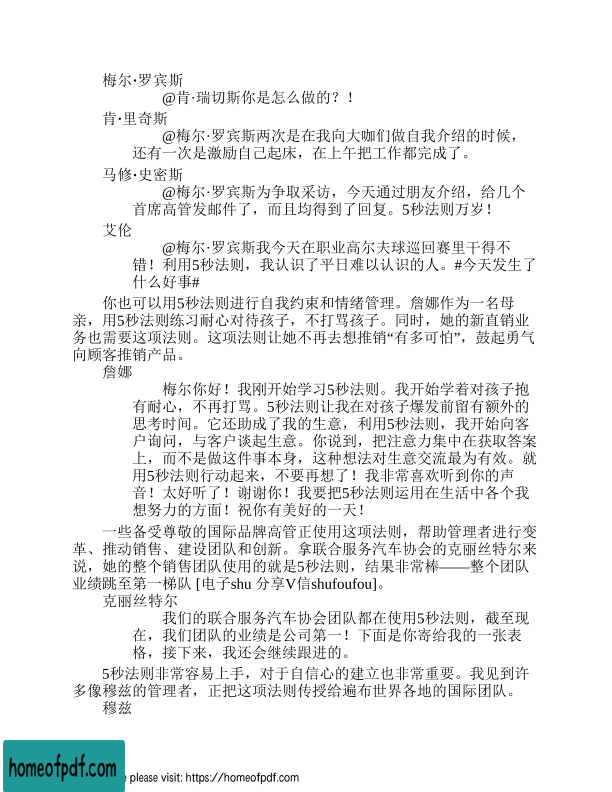 梅尔·罗宾斯
@肯·瑞切斯你是怎么做的？！
肯·里奇斯
@梅尔·罗宾斯两次是在我向大咖们做自我介绍的时候，
还有一次是激励自己起床，在上午把工作都完成了。
马修·史密斯
@梅尔·罗宾斯为争取采访，今天通过朋友介绍，给几个
首席高管发邮件了，而且均得到了回复。5秒法则万岁！
艾伦
@梅尔·罗宾斯我今天在职业高尔夫球巡回赛里干得不
错！利用5秒法则，我认识了平日难以认识的人。#今天发生了
什么好事#
你也可以用5秒法则进行自我约束和情绪管理。詹娜作为一名母
亲，用5秒法则练习耐心对待孩子，不打骂孩子。同时，她的新直销业
务也需要这项法则。这项法则让她不再去想推销“有多可怕”，鼓起勇气
向顾客推销产品。
詹娜
梅尔你好！我刚开始学习5秒法则。我开始学着对孩子抱
有耐心，不再打骂。5秒法则让我在对孩子爆发前留有额外的
思考时间。它还助成了我的生意，利用5秒法则，我开始向客
户询问，与客户谈起生意。你说到，把注意力集中在获取答案
上，而不是做这件事本身，这种想法对生意交流最为有效。就
用5秒法则行动起来，不要再想了！我非常喜欢听到你的声
音！太好听了！谢谢你！我要把5秒法则运用在生活中各个我
想努力的方面！祝你有美好的一天！
一些备受尊敬的国际品牌高管正使用这项法则，帮助管理者进行变
革、推动销售、建设团队和创新。拿联合服务汽车协会的克丽丝特尔来
说，她的整个销售团队使用的就是5秒法则，结果非常棒——整个团队
业绩跳至第一梯队 [电子shu 分享V信shufoufou]。
克丽丝特尔
我们的联合服务汽车协会团队都在使用5秒法则，截至现
在，我们团队的业绩是公司第一！下面是你寄给我的一张表
格，接下来，我还会继续跟进的。
5秒法则非常容易上手，对于自信心的建立也非常重要。我见到许
多像穆兹的管理者，正把这项法则传授给遍布世界各地的国际团队。
穆兹
homeofpdf.com
e please visit: https://homeofpdf.com